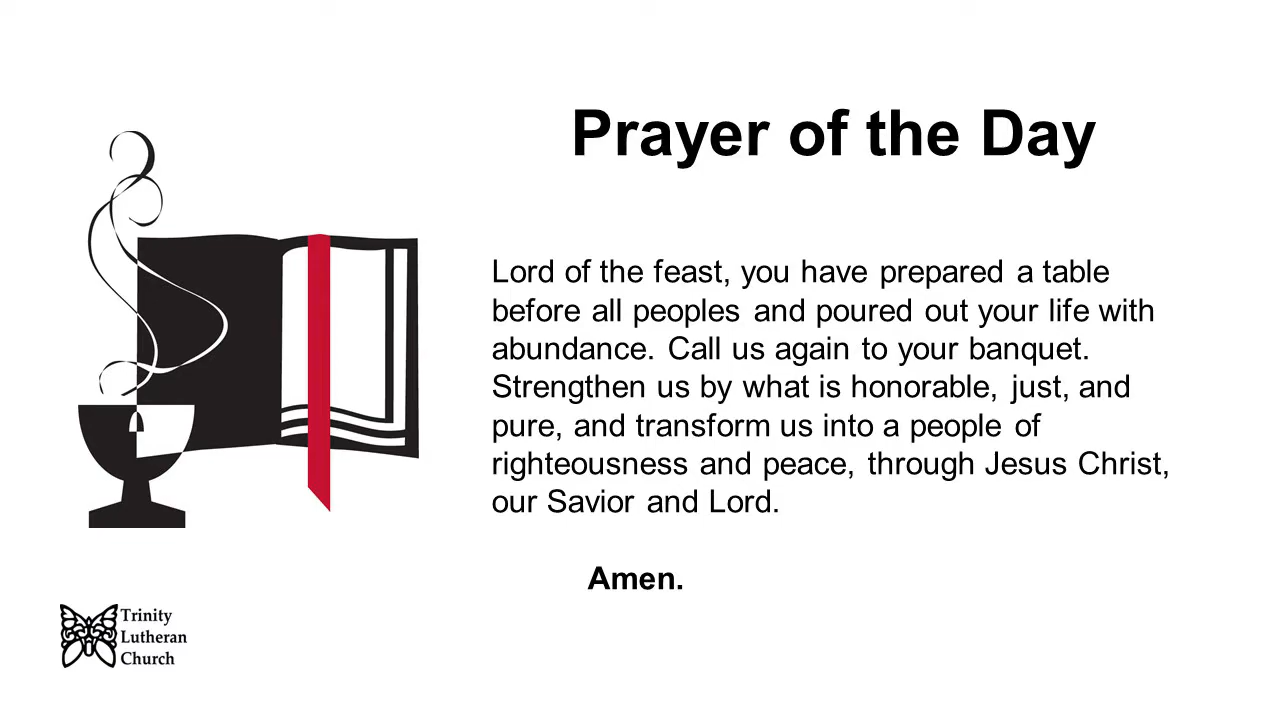 Prayer of the Day
Lord of the feast, you have prepared a table
before all peoples and poured out your life with
abundance. Call us again to your banquet.
Strengthen us by what is honorable, just, and
pure, and transform us into a people of
righteousness and peace, through Jesus Christ,
our Savior and Lord.
Amen.
Trinity
Lutheran
Church